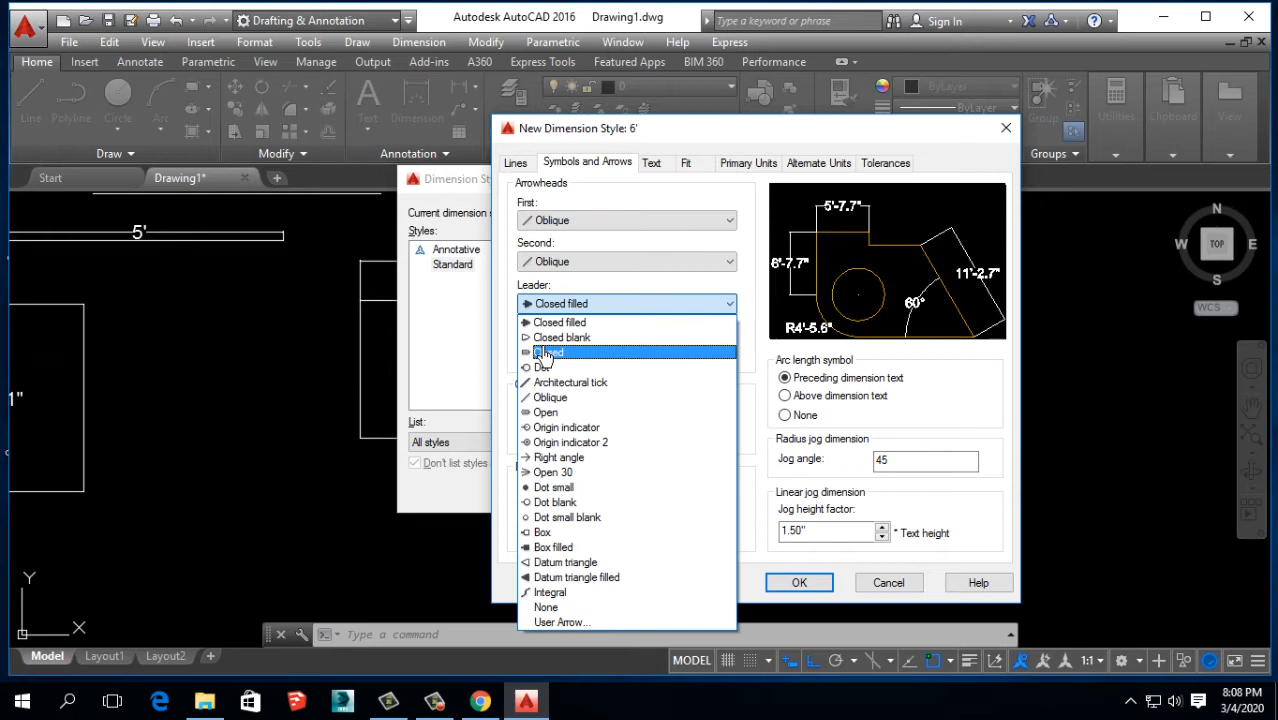 Drafting & Annotation
Autodesk AutoCAD 2016 Drawing1.dwg
Type a keyword or phrase
Sign In
File Edit View Insert Format Tools Draw Dimension Modify Parametric Window Help Express
Home Insert Annotate Parametric View Manage Output Add-ins A360 Express Tools Featured Apps BIM 360 Performance
Line Polyline Circle Arc Text Dimension
0
ByLayer
ByLayer
Group Utilities Clipboard View
Draw Modify Annotation Groups
Start Drawing1*
New Dimension Style: 6'
Lines Symbols and Arrows Text Fit Primary Units Alternate Units Tolerances
Current dimension
Styles:
Annotative
Standard
List:
All styles
Don't list styles
5'
1"
Arrowheads
First:
Oblique
Second:
Oblique
Leader:
Closed filled
Closed filled
Closed blank
Architectural tick
Oblique
Open
Origin indicator
Origin indicator 2
Right angle
Open 30
Dot small
Dot blank
Dot small blank
Box
Box filled
Datum triangle
Datum triangle filled
Integral
None
User Arrow...
5'-7.7"
6'-7.7"
11'-2.7"
60°
R4'-5.6"
Arc length symbol
Preceding dimension text
Above dimension text
None
Radius jog dimension
Jog angle: 45
Linear jog dimension
Jog height factor:
1.50" * Text height
OK Cancel Help
N
W TOP E
S
WCS
Y
X
Type a command
Model Layout1 Layout2
MODEL 1:1
8:08 PM
3/4/2020